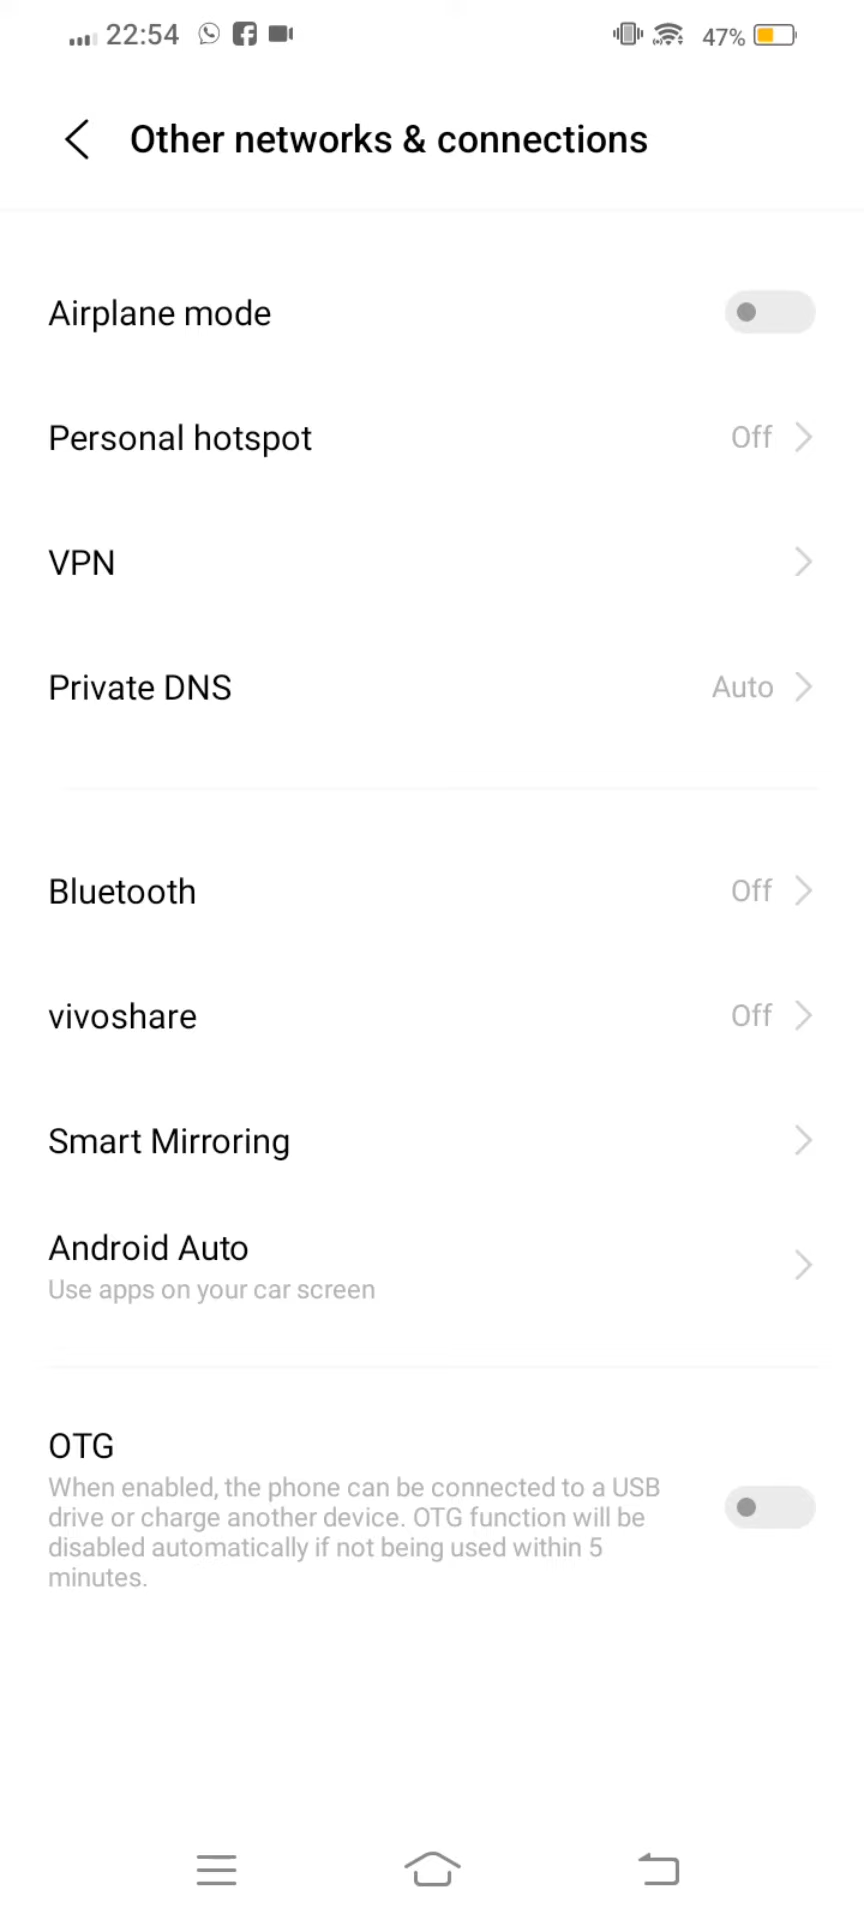 22:54
47%
Other networks & connections
Airplane mode
Personal hotspot Off
VPN
Private DNS Auto
Bluetooth Off
vivoshare Off
Smart Mirroring
Android Auto
Use apps on your car screen
OTG
When enabled, the phone can be connected to a USB
drive or charge another device. OTG function will be
disabled automatically if not being used within 5
minutes.